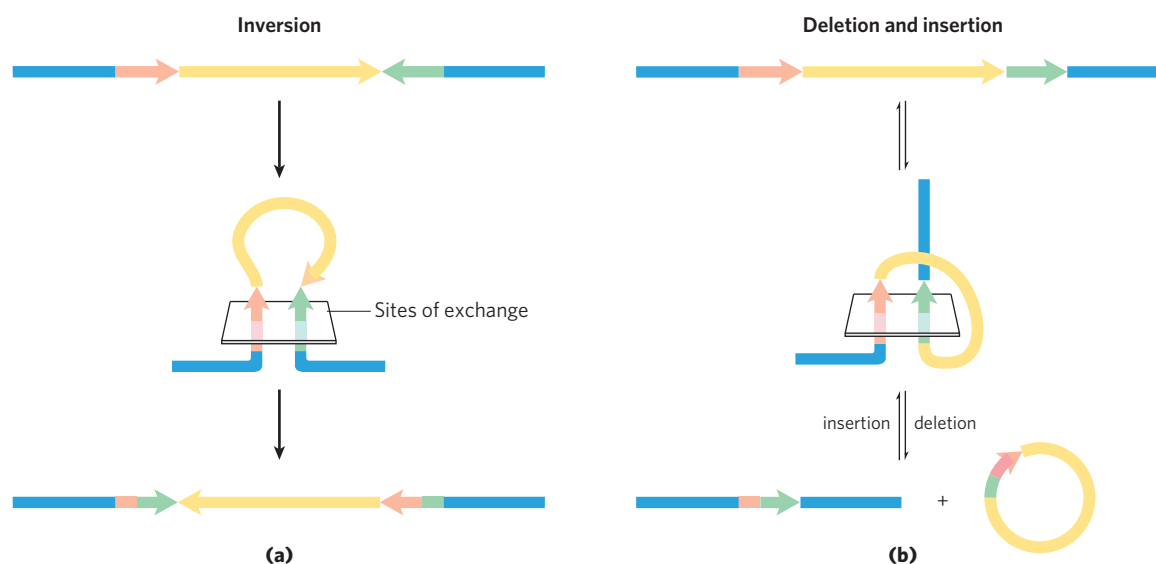 Inversion
Deletion and insertion
Sites of exchange
insertion
deletion
+
(a)
(b)